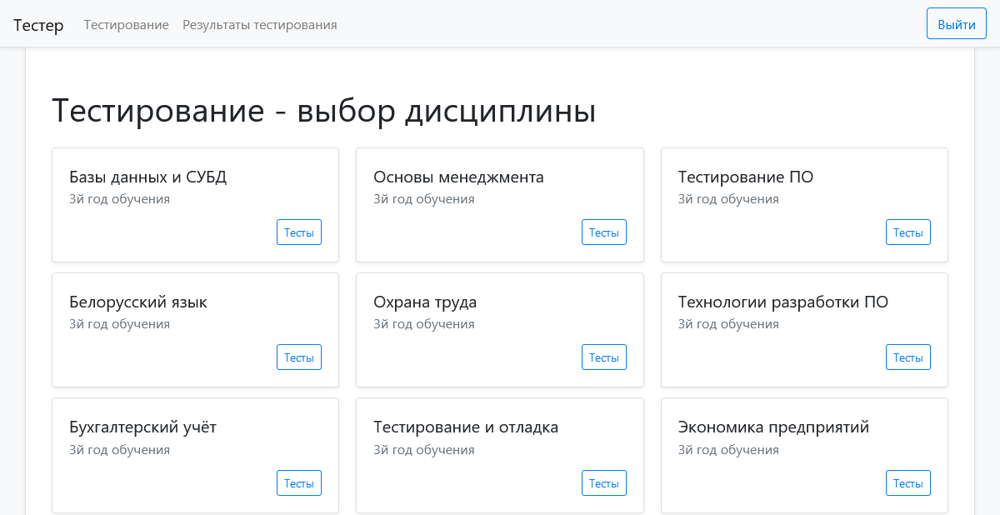 Тестер Тестирование Результаты тестирования Выйти
Тестирование - выбор дисциплины
Базы данных и СУБД
3й год обучения
Тесты
Основы менеджмента
3й год обучения
Тесты
Тестирование ПО
3й год обучения
Тесты
Белорусский язык
3й год обучения
Тесты
Охрана труда
3й год обучения
Тесты
Технологии разработки ПО
3й год обучения
Тесты
Бухгалтерский учёт
3й год обучения
Тесты
Тестирование и отладка
3й год обучения
Тесты
Экономика предприятий
3й год обучения
Тесты